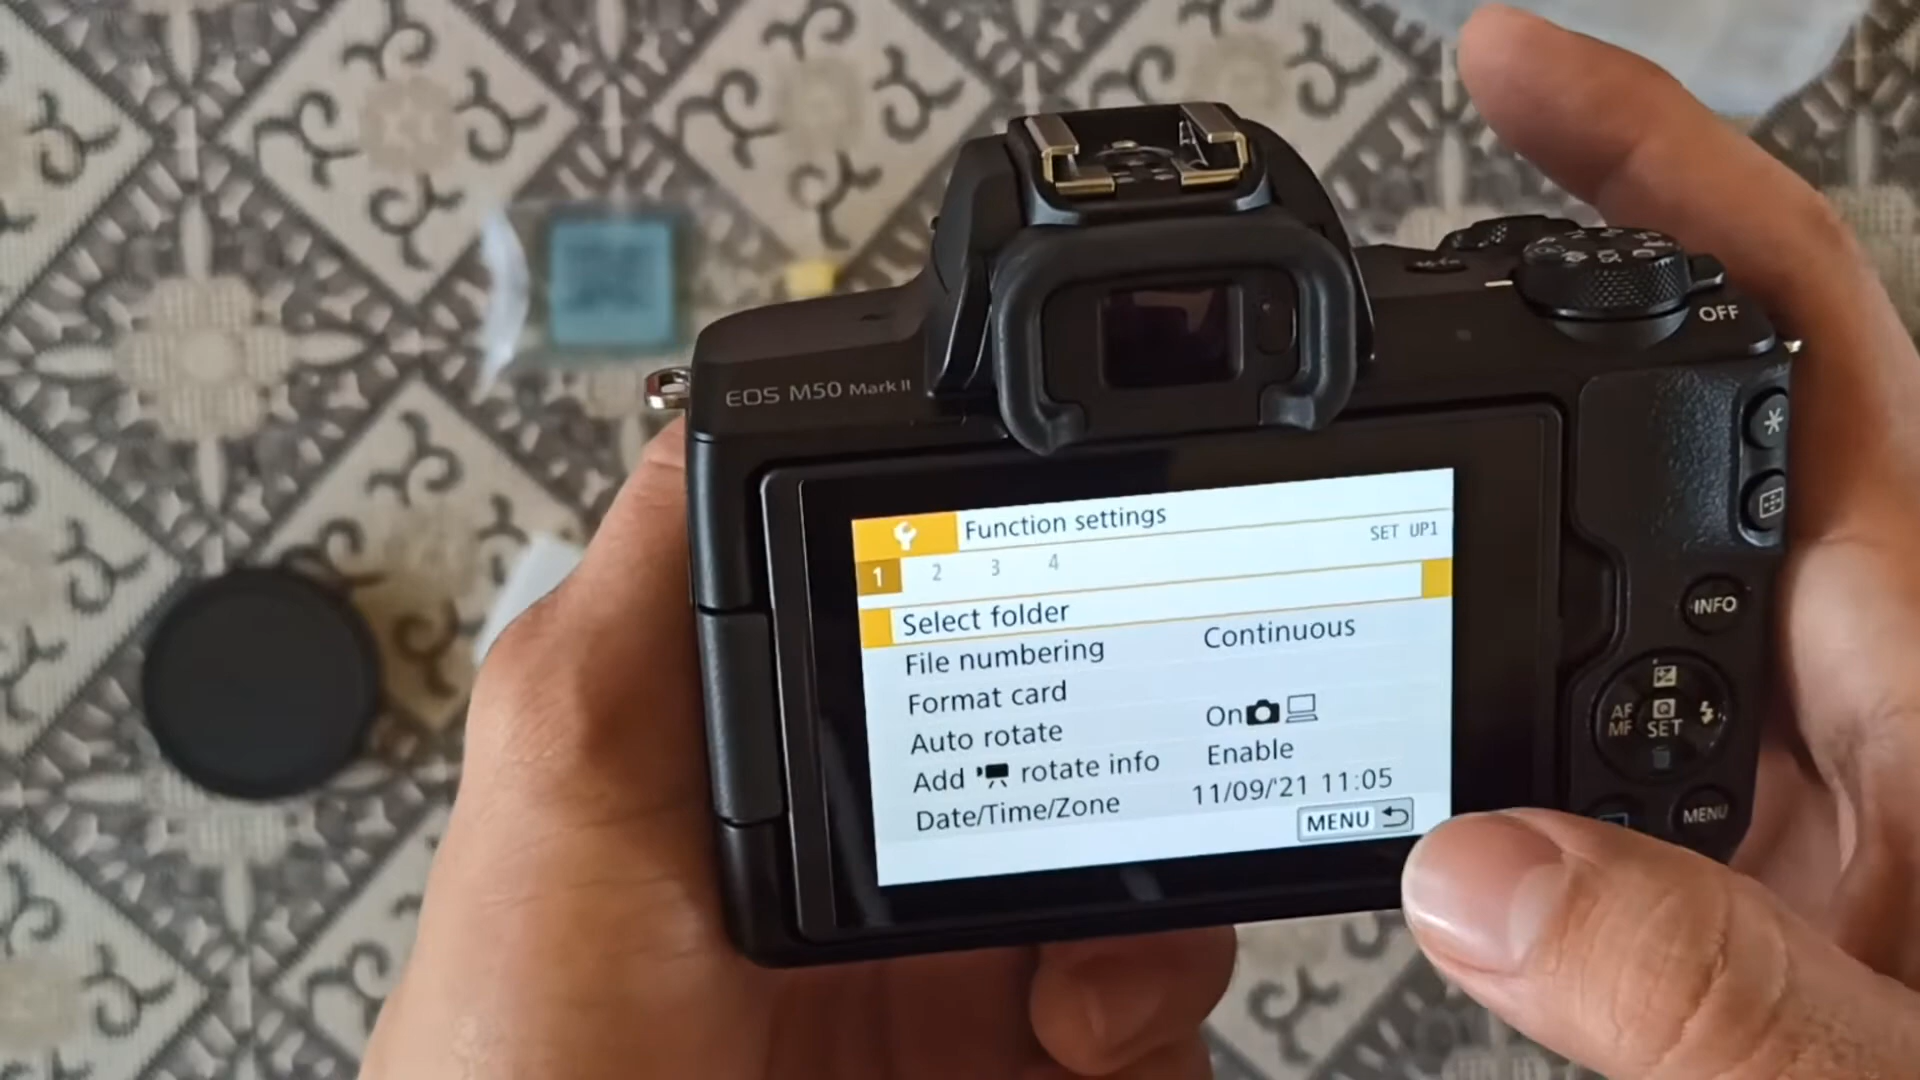 OFF
EOS M50 Mark II
Function settings
SET UP1
1 2 3 4
Select folder
File numbering Continuous
Format card
Auto rotate On
Add rotate info Enable
Date/Time/Zone 11/09/'21 11:05
MENU
INFO
AF
MF
Q
SET
MENU